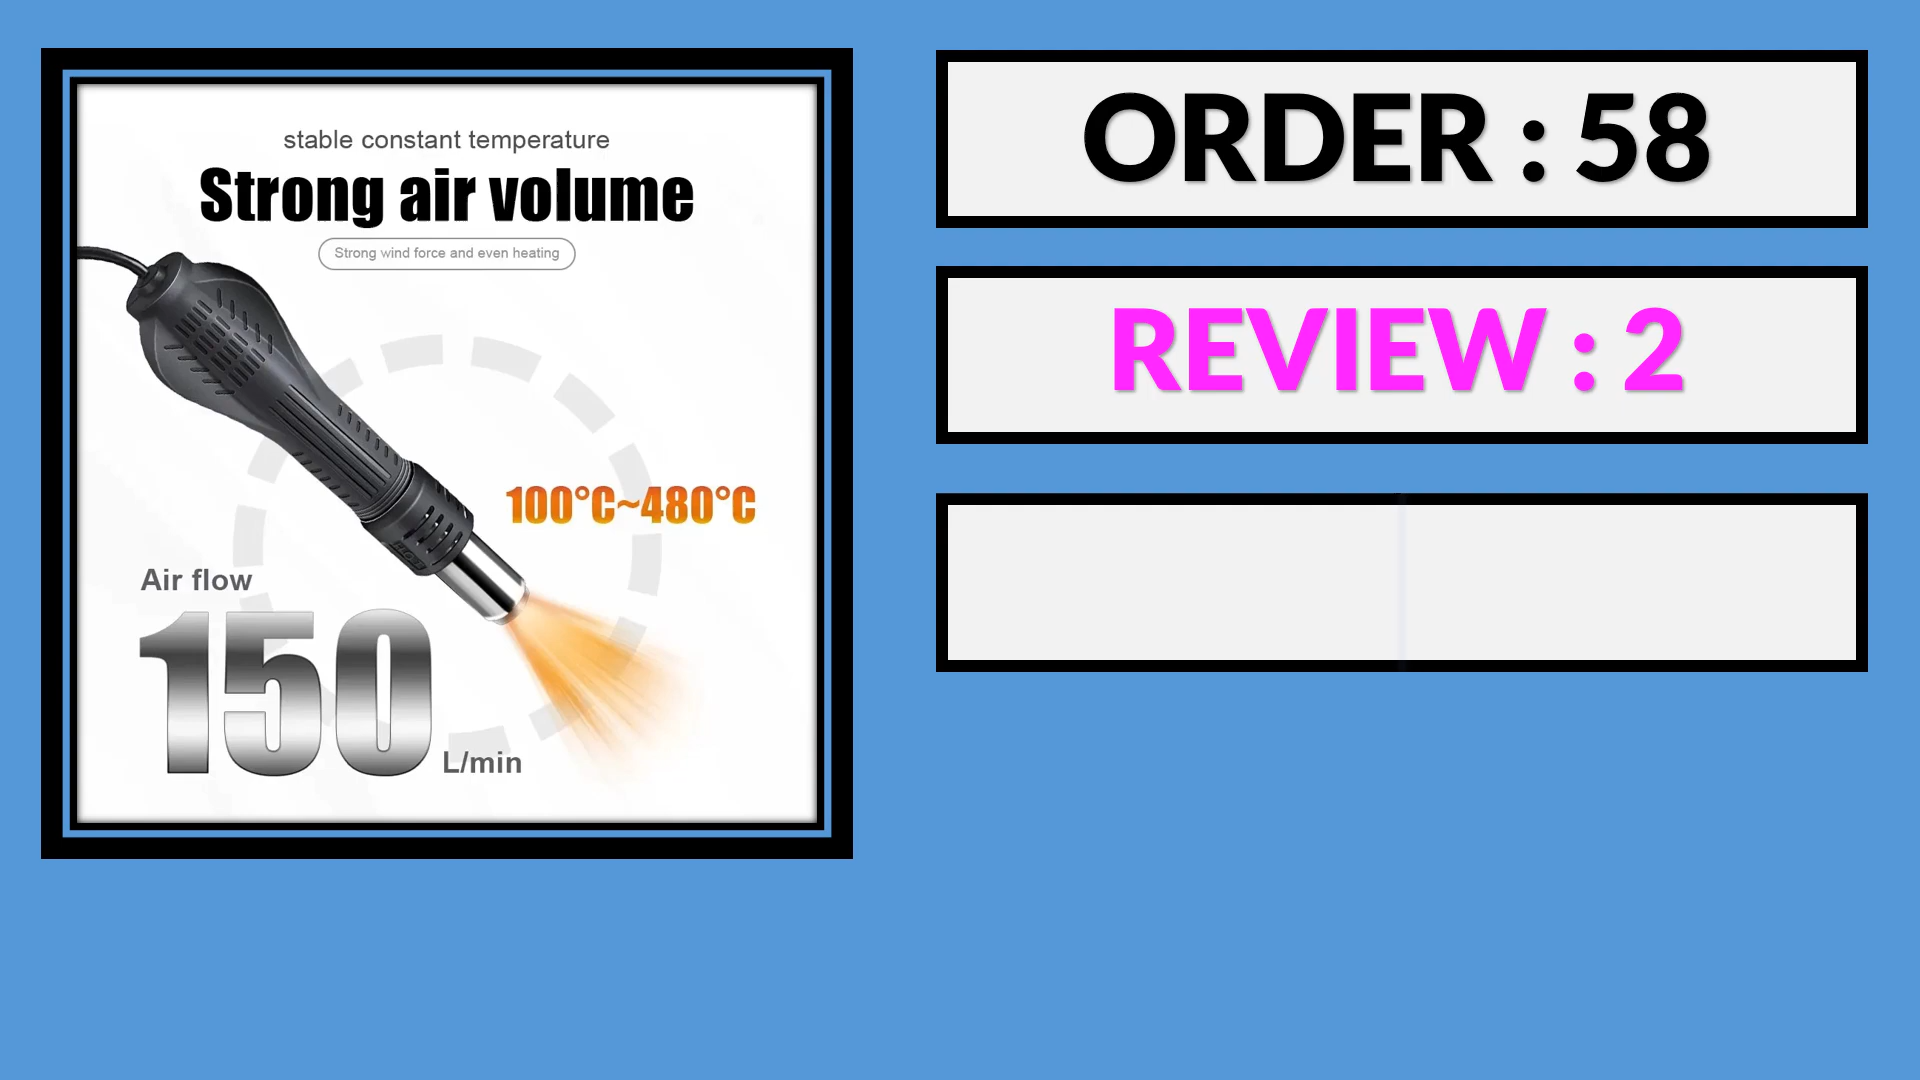 stable constant temperature
Strong air volume
Strong wind force and even heating
100°C~480°C
Air flow
150
L/min
ORDER : 58
REVIEW : 2